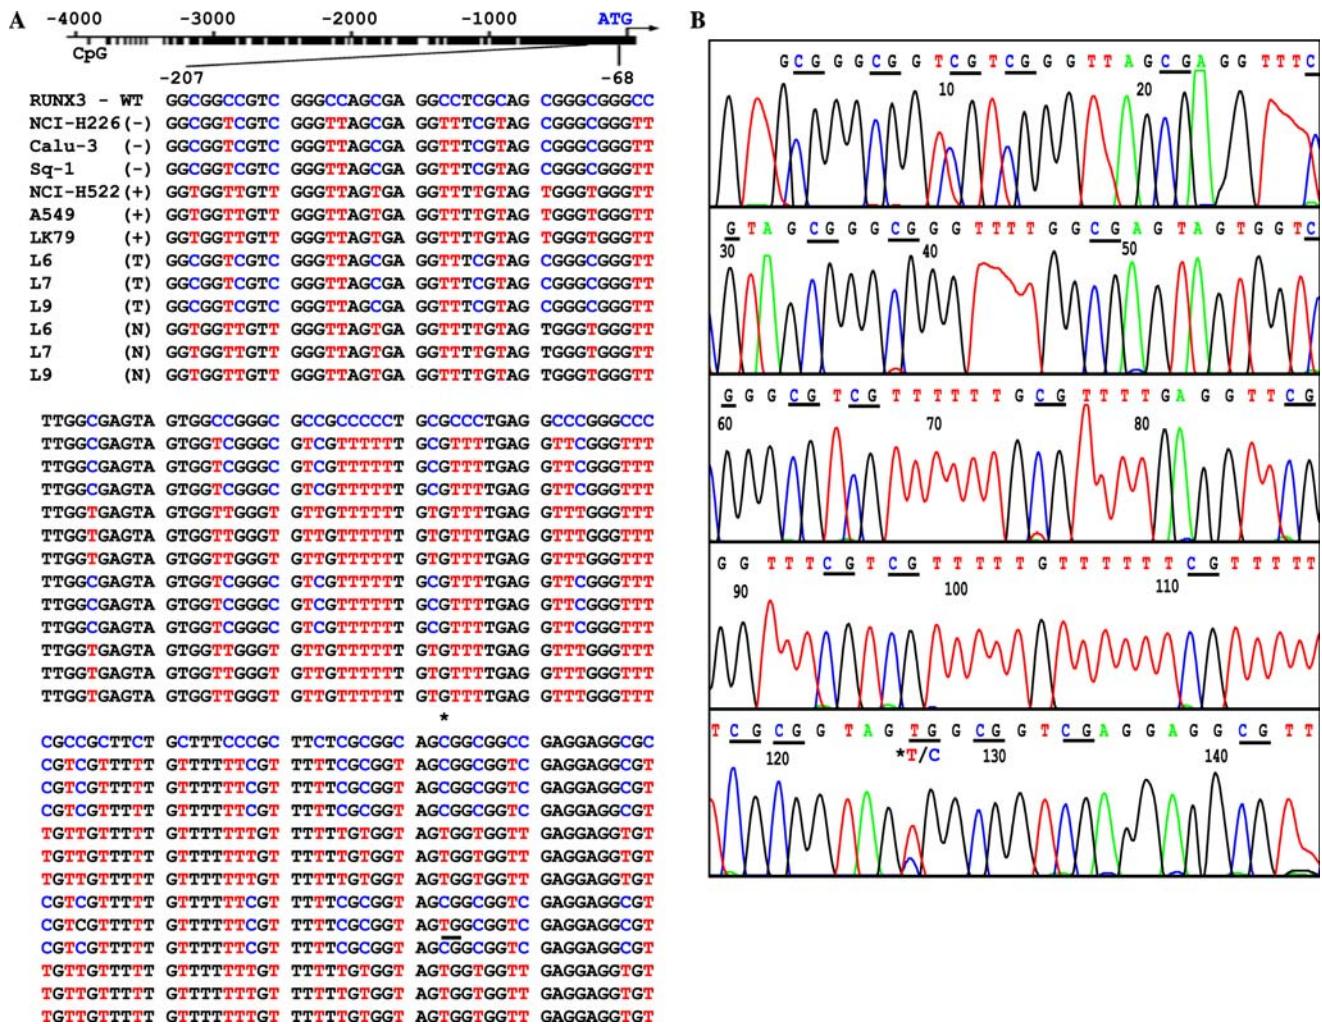 A
-4000 -3000 -2000 -1000 ATG
CpG
-207 -68
RUNX3 - WT GGCGGCCGTC GGGCCAGCGA GGCCTCGCAG CGGGCGGGCC
NCI-H226 (-) GGCGGTCGTC GGGTTAGCGA GGTTTCGTAG CGGGCGGGTT
Calu-3 (-) GGCGGTCGTC GGGTTAGCGA GGTTTCGTAG CGGGCGGGTT
Sq-1 (-) GGCGGTCGTC GGGTTAGCGA GGTTTCGTAG CGGGCGGGTT
NCI-H522 (+) GGTGGTTGTT GGGTTAGTGA GGTTTTGTAG TGGGTGGGTT
A549 (+) GGTGGTTGTT GGGTTAGTGA GGTTTTGTAG TGGGTGGGTT
LK79 (+) GGTGGTTGTT GGGTTAGTGA GGTTTTGTAG TGGGTGGGTT
L6 (T) GGCGGTCGTC GGGTTAGCGA GGTTTCGTAG CGGGCGGGTT
L7 (T) GGCGGTCGTC GGGTTAGCGA GGTTTCGTAG CGGGCGGGTT
L9 (T) GGCGGTCGTC GGGTTAGCGA GGTTTCGTAG CGGGCGGGTT
L6 (N) GGTGGTTGTT GGGTTAGTGA GGTTTTGTAG TGGGTGGGTT
L7 (N) GGTGGTTGTT GGGTTAGTGA GGTTTTGTAG TGGGTGGGTT
L9 (N) GGTGGTTGTT GGGTTAGTGA GGTTTTGTAG TGGGTGGGTT
TTGGCGAGTA GTGGCCGGGC GCCGCCCCCT GCGCCCTGAG GCCCGGGCCC
TTGGCGAGTA GTGGTCGGGC GTCGTTTTTT GCGTTTTGAG GTTCGGGTTT
TTGGCGAGTA GTGGTCGGGC GTCGTTTTTT GCGTTTTGAG GTTCGGGTTT
TTGGCGAGTA GTGGTCGGGC GTCGTTTTTT GCGTTTTGAG GTTCGGGTTT
TTGGTGAGTA GTGGTTGGGT GTTGTTTTTT GTGTTTTGAG GTTTGGGTTT
TTGGTGAGTA GTGGTTGGGT GTTGTTTTTT GTGTTTTGAG GTTTGGGTTT
TTGGTGAGTA GTGGTTGGGT GTTGTTTTTT GTGTTTTGAG GTTTGGGTTT
TTGGCGAGTA GTGGTCGGGC GTCGTTTTTT GCGTTTTGAG GTTCGGGTTT
TTGGCGAGTA GTGGTCGGGC GTCGTTTTTT GCGTTTTGAG GTTCGGGTTT
TTGGCGAGTA GTGGTCGGGC GTCGTTTTTT GCGTTTTGAG GTTCGGGTTT
TTGGTGAGTA GTGGTTGGGT GTTGTTTTTT GTGTTTTGAG GTTTGGGTTT
TTGGTGAGTA GTGGTTGGGT GTTGTTTTTT GTGTTTTGAG GTTTGGGTTT
TTGGTGAGTA GTGGTTGGGT GTTGTTTTTT GTGTTTTGAG GTTTGGGTTT
*
CGCCGCTTCT GCTTTCCCGC TTCTCGCGGC AGCGGCGGCC GAGGAGGCGC
CGTCGTTTTT GTTTTTTCGT TTTTCGCGGT AGCGGCGGTC GAGGAGGCGT
CGTCGTTTTT GTTTTTTCGT TTTTCGCGGT AGCGGCGGTC GAGGAGGCGT
CGTCGTTTTT GTTTTTTCGT TTTTCGCGGT AGCGGCGGTC GAGGAGGCGT
TGTTGTTTTT GTTTTTTTGT TTTTTGTGGT AGTGGTGGTT GAGGAGGTGT
TGTTGTTTTT GTTTTTTTGT TTTTTGTGGT AGTGGTGGTT GAGGAGGTGT
TGTTGTTTTT GTTTTTTTGT TTTTTGTGGT AGTGGTGGTT GAGGAGGTGT
CGTCGTTTTT GTTTTTTCGT TTTTCGCGGT AGCGGCGGTC GAGGAGGCGT
CGTCGTTTTT GTTTTTTCGT TTTTCGCGGT AGTGGCGGTC GAGGAGGCGT
CGTCGTTTTT GTTTTTTCGT TTTTCGCGGT AGCGGCGGTC GAGGAGGCGT
TGTTGTTTTT GTTTTTTTGT TTTTTGTGGT AGTGGTGGTT GAGGAGGTGT
TGTTGTTTTT GTTTTTTTGT TTTTTGTGGT AGTGGTGGTT GAGGAGGTGT
TGTTGTTTTT GTTTTTTTGT TTTTTGTGGT AGTGGTGGTT GAGGAGGTGT
B
G C G G G C G G T C G T C G G G T T A G C G A G G T T T C
10 20
G T A G C G G G C G G G T T T T G G C G A G T A G T G G T C
30 40 50
G G G C G T C G T T T T T T G C G T T T T G A G G T T C G
60 70 80
G G T T T C G T C G T T T T T G T T T T T T C G T T T T T
90 100 110
T C G C G G T A G T G G C G G T C G A G G A G G C G T T
*T/C
120 130 140